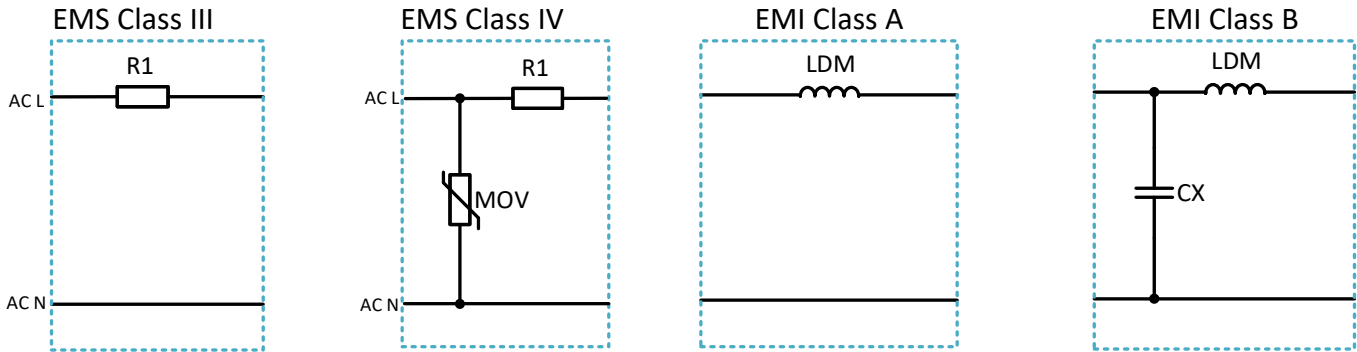 EMS Class III
EMS Class IV
EMI Class A
EMI Class B
R1
R1
LDM
LDM
AC L
AC L
MOV
CX
AC N
AC N